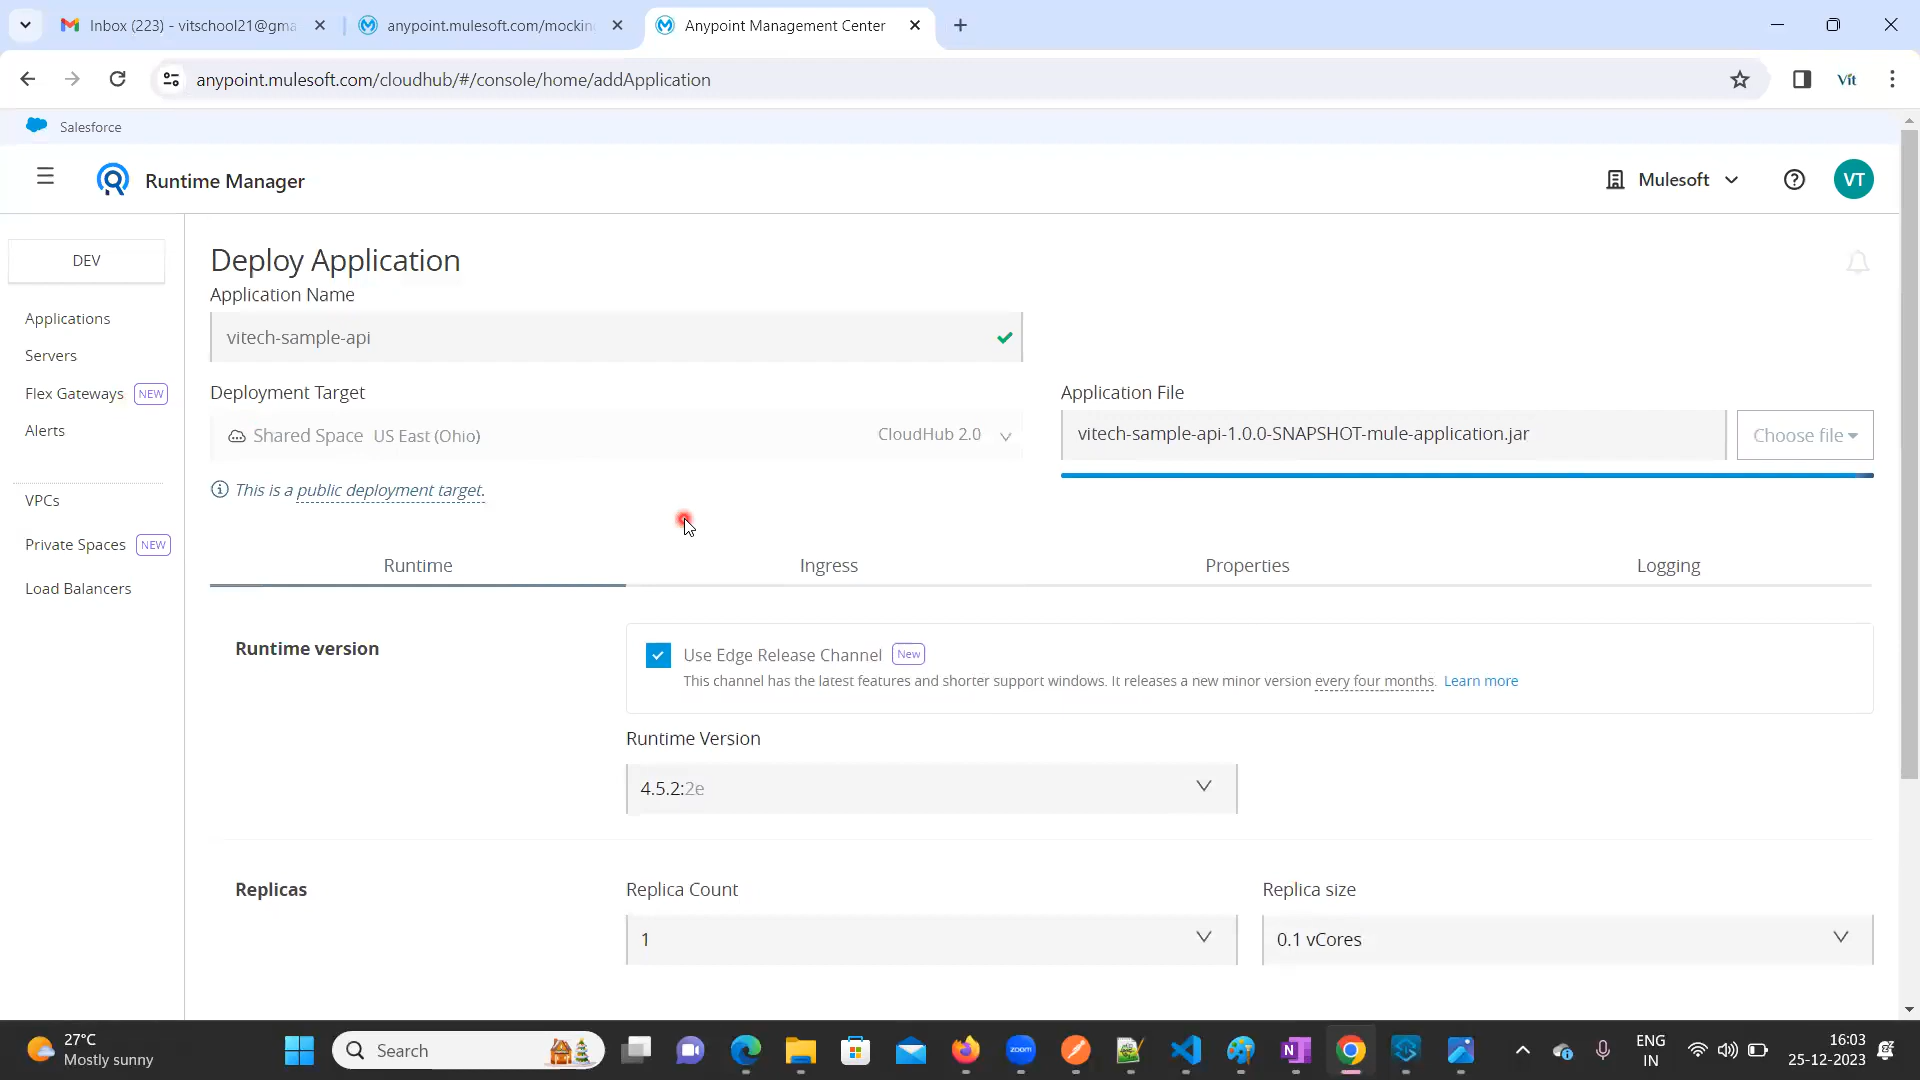 Inbox (223) - vitschool21@gma
anypoint.mulesoft.com/mockin
Anypoint Management Center
anypoint.mulesoft.com/cloudhub/#/console/home/addApplication
Vit
Salesforce
Runtime Manager
Mulesoft
VT
DEV
Applications
Servers
Flex Gateways NEW
Alerts
VPCs
Private Spaces NEW
Load Balancers
Deploy Application
Application Name
vitech-sample-api
Deployment Target
Shared Space US East (Ohio) CloudHub 2.0
This is a public deployment target.
Application File
vitech-sample-api-1.0.0-SNAPSHOT-mule-application.jar
Choose file
Runtime Ingress Properties Logging
Runtime version
Use Edge Release Channel New
This channel has the latest features and shorter support windows. It releases a new minor version every four months. Learn more
Runtime Version
4.5.2:2e
Replicas
Replica Count
1
Replica size
0.1 vCores
27°C
Mostly sunny
Search
zoom
ENG
IN
16:03
25-12-2023